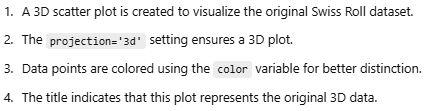 1. A 3D scatter plot is created to visualize the original Swiss Roll dataset.
2. The projection='3d' setting ensures a 3D plot.
3. Data points are colored using the color variable for better distinction.
4. The title indicates that this plot represents the original 3D data.